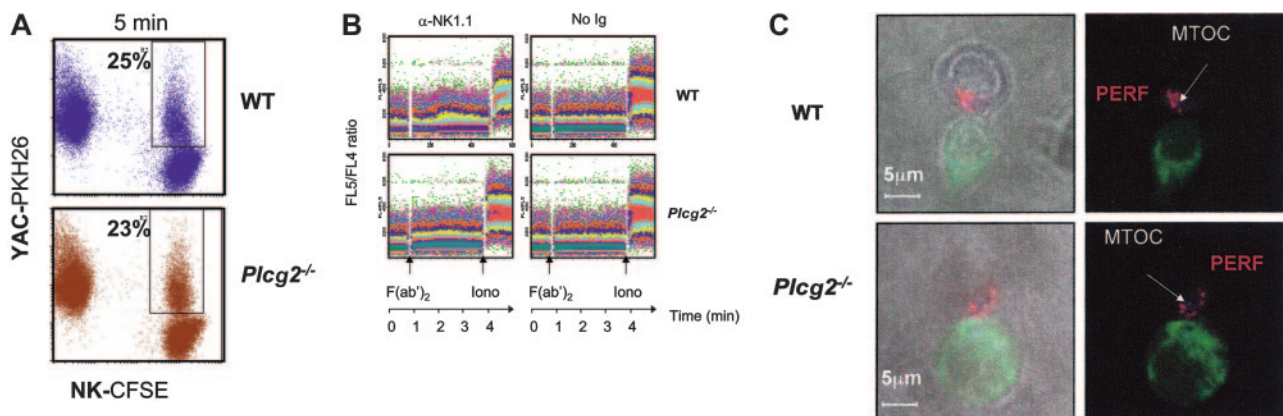 A
5 min
25%
WT
23%
Plcg2-/-
YAC-PKH26
NK-CFSE
B
α-NK1.1
No Ig
WT
Plcg2-/-
FL5/FL4 ratio
F(ab')2
Iono
F(ab')2
Iono
0 1 2 3 4
0 1 2 3 4
Time (min)
C
WT
MTOC
PERF
5μm
Plcg2-/-
MTOC
PERF
5μm